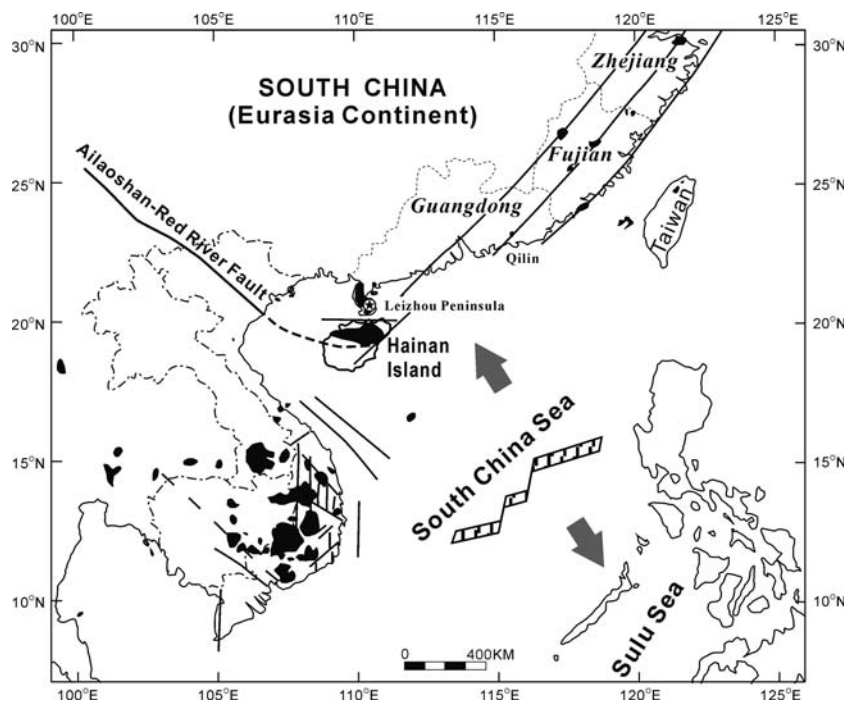 100°E 105°E 110°E 115°E 120°E 125°E
30°N 30°N
Zhejiang
SOUTH CHINA
(Eurasia Continent)
Fujian
Ailaoshan-Red River Fault
25°N 25°N
Guangdong
Taiwan
Qilin
Leizhou Peninsula
20°N 20°N
Hainan
Island
South China Sea
15°N 15°N
10°N 10°N
Sulu Sea
0 400KM
100°E 105°E 110°E 115°E 120°E 125°E